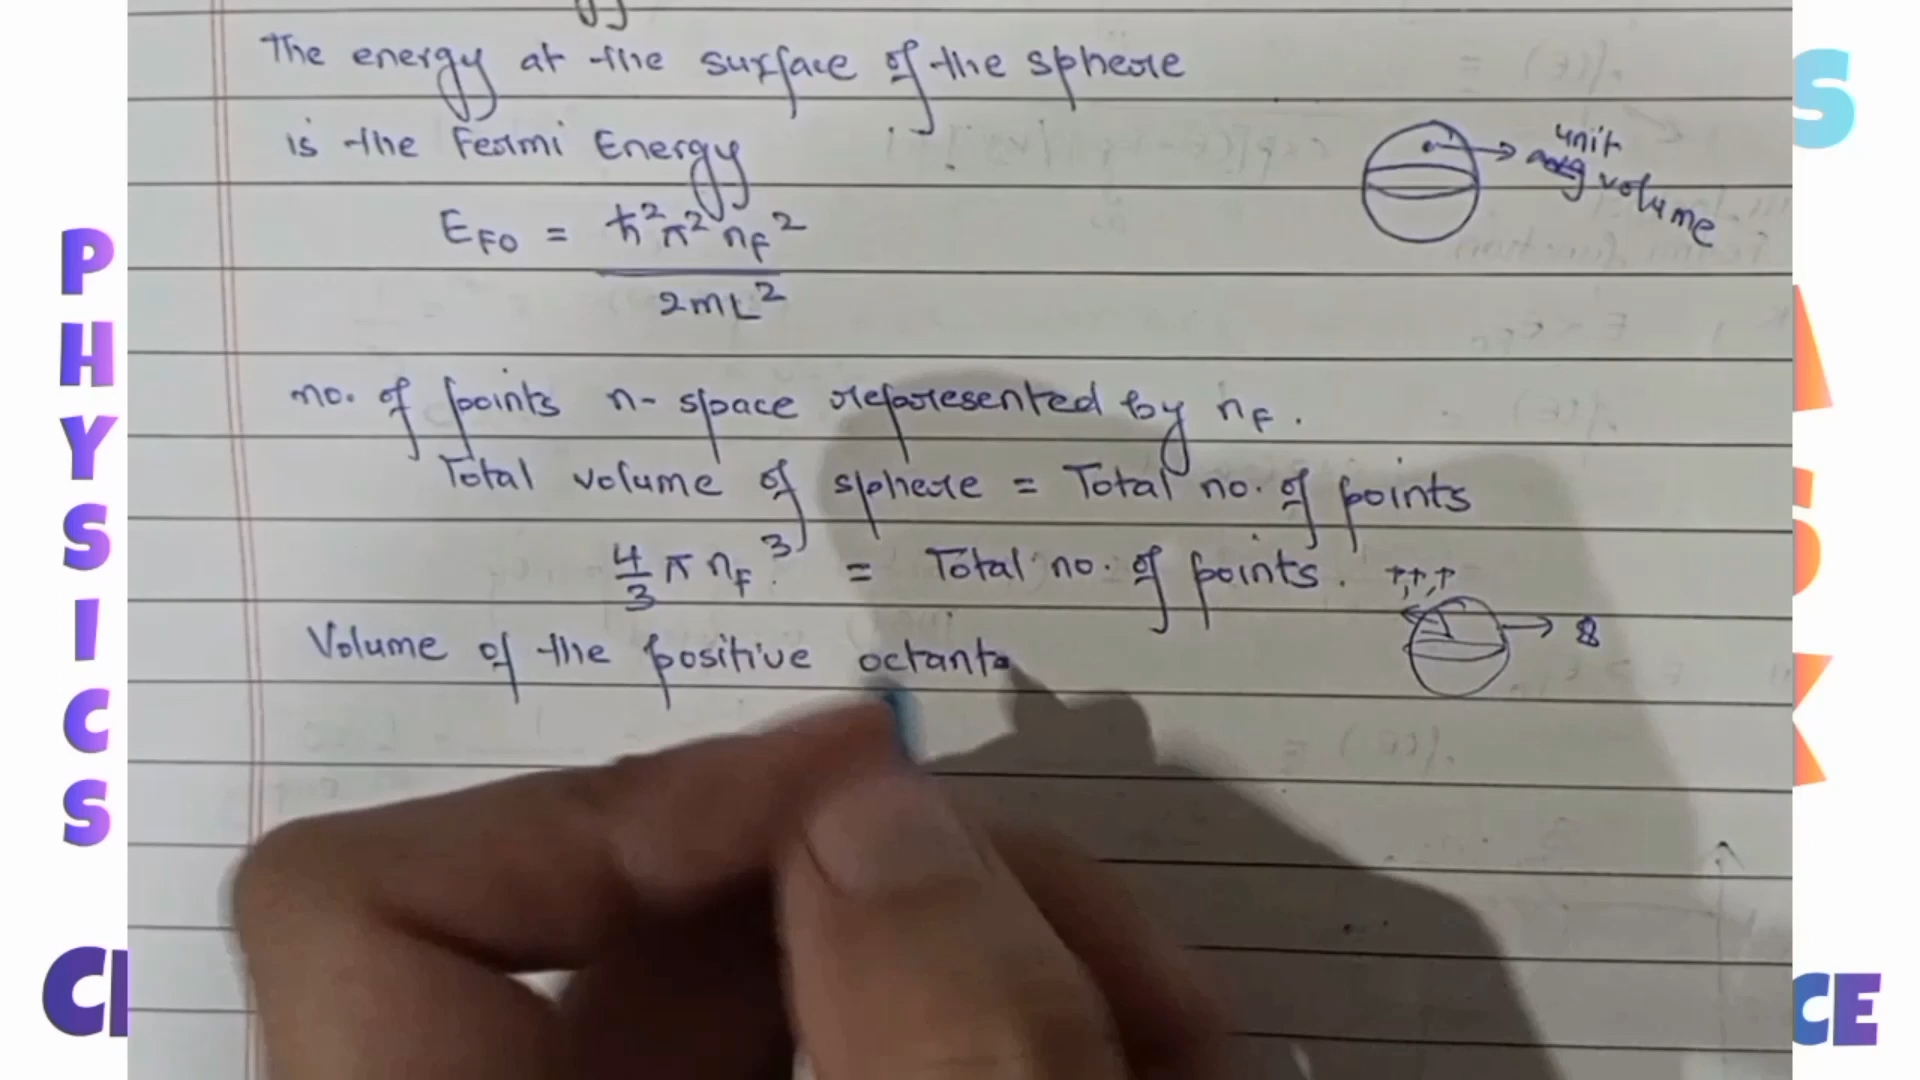 The energy at the surface of the sphere
is the Fermi Energy
unit
volume
E_F0 = ħ²π²n_F²
2mL²
no. of points n-space represented by n_F.
Total volume of sphere = Total no. of points
4/3 π n_F³ = Total no. of points.
+,+,+
8
Volume of the positive octant
PHYSICS
S
A
S
K
CE